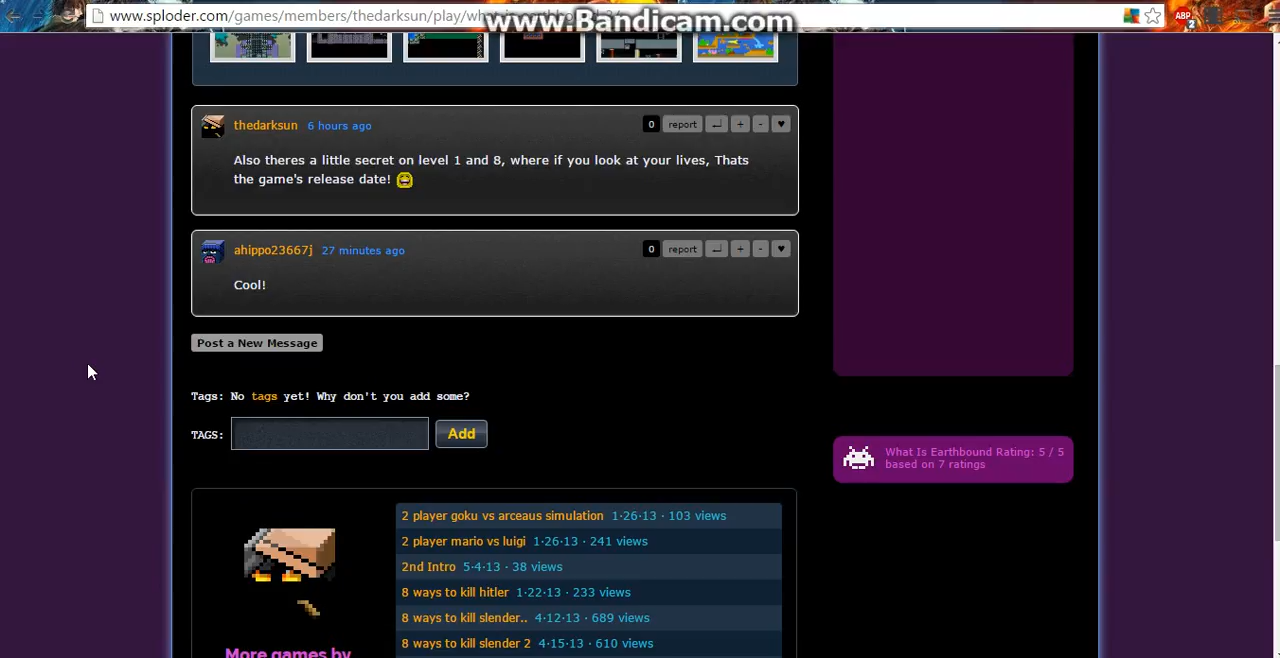 www.sploder.com/games/members/thedarksun/play/
www.Bandicam.com
ABP
2
thedarksun 6 hours ago
0 report + - ♥
Also theres a little secret on level 1 and 8, where if you look at your lives, Thats
the game's release date!
ahippo23667j 27 minutes ago
0 report + - ♥
Cool!
Post a New Message
Tags: No tags yet! Why don't you add some?
TAGS: Add
What Is Earthbound Rating: 5 / 5
based on 7 ratings
2 player goku vs arceaus simulation 1·26·13 · 103 views
2 player mario vs luigi 1·26·13 · 241 views
2nd Intro 5·4·13 · 38 views
8 ways to kill hitler 1·22·13 · 233 views
8 ways to kill slender.. 4·12·13 · 689 views
8 ways to kill slender 2 4·15·13 · 610 views
More games by